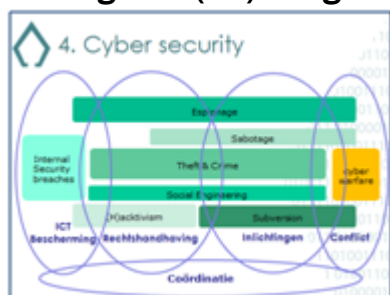 4. Cyber security
Espionage
Sabotage
Internal
Security
breaches
Theft & Crime
cyber
warfare
Social Engineering
(H)acktivism
Subversion
ICT
Bescherming
Rechtshandhaving
Inlichtingen
Conflict
Coördinatie